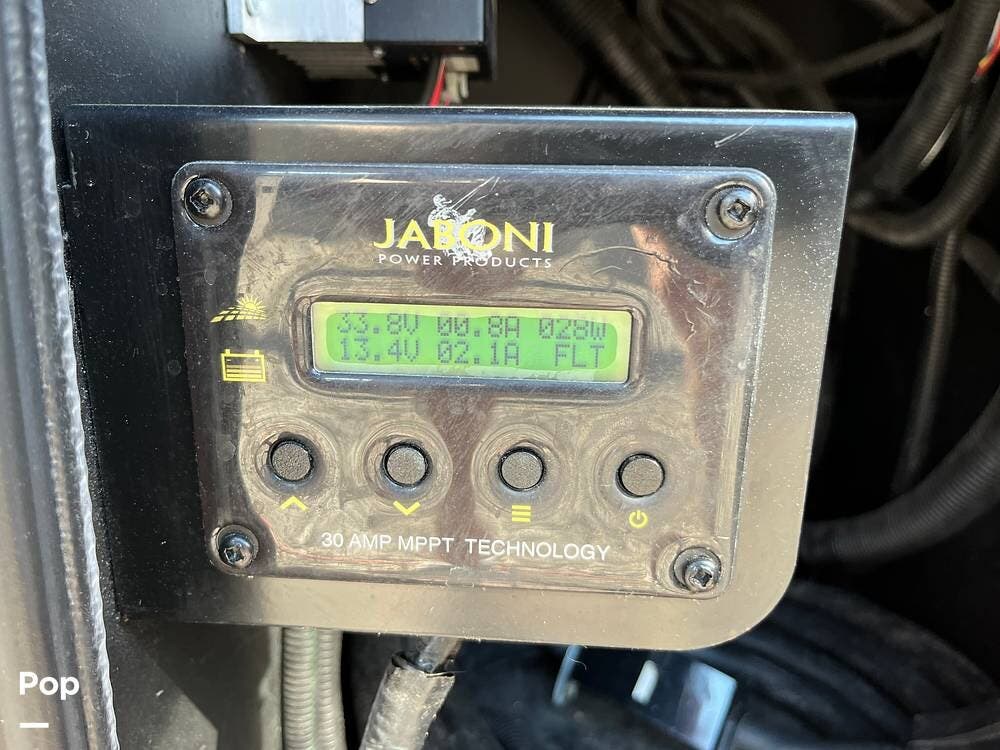 JABONI
POWER PRODUCTS
33.8V 00.8A 028W
13.4V 02.1A FLT
30 AMP MPPT TECHNOLOGY
Pop